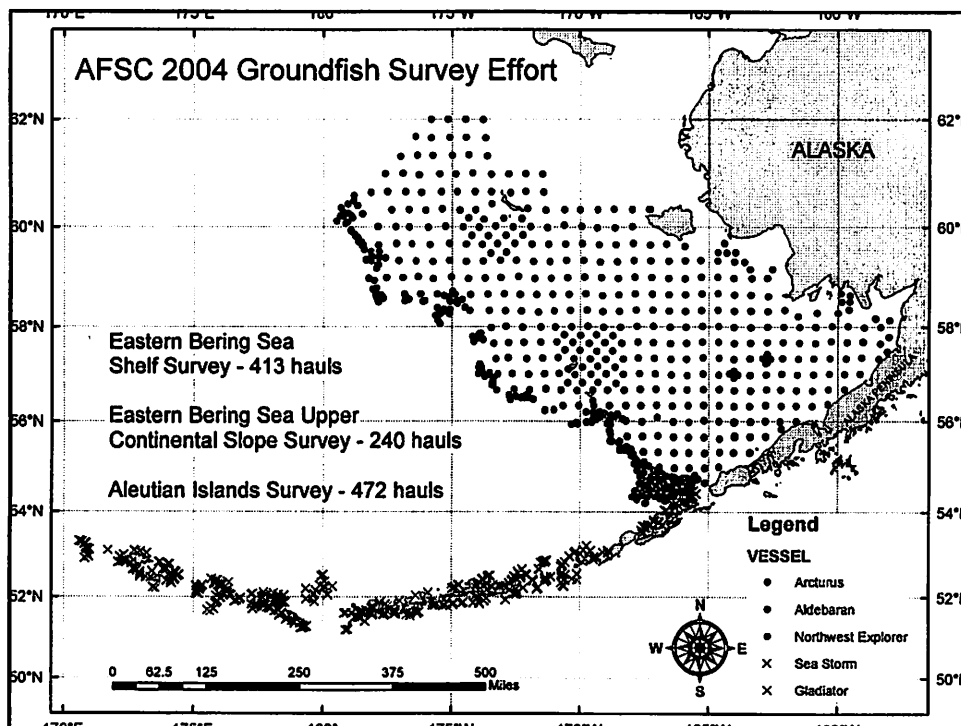 AFSC 2004 Groundfish Survey Effort
62°N
62°
ALASKA
60°N
60°N
58°N
58°N
Eastern Bering Sea
Shelf Survey - 413 hauls
ALASKA PENINSULA
56°N
56°N
Eastern Bering Sea Upper
Continental Slope Survey - 240 hauls
Aleutian Islands Survey - 472 hauls
54°N
54°N
Legend
VESSEL
Arcturus
Aldebaran
Northwest Explorer
Sea Storm
Gladiator
52°N
52°N
N
W
E
S
0 62.5 125 250 375 500
Miles
50°N
50°N